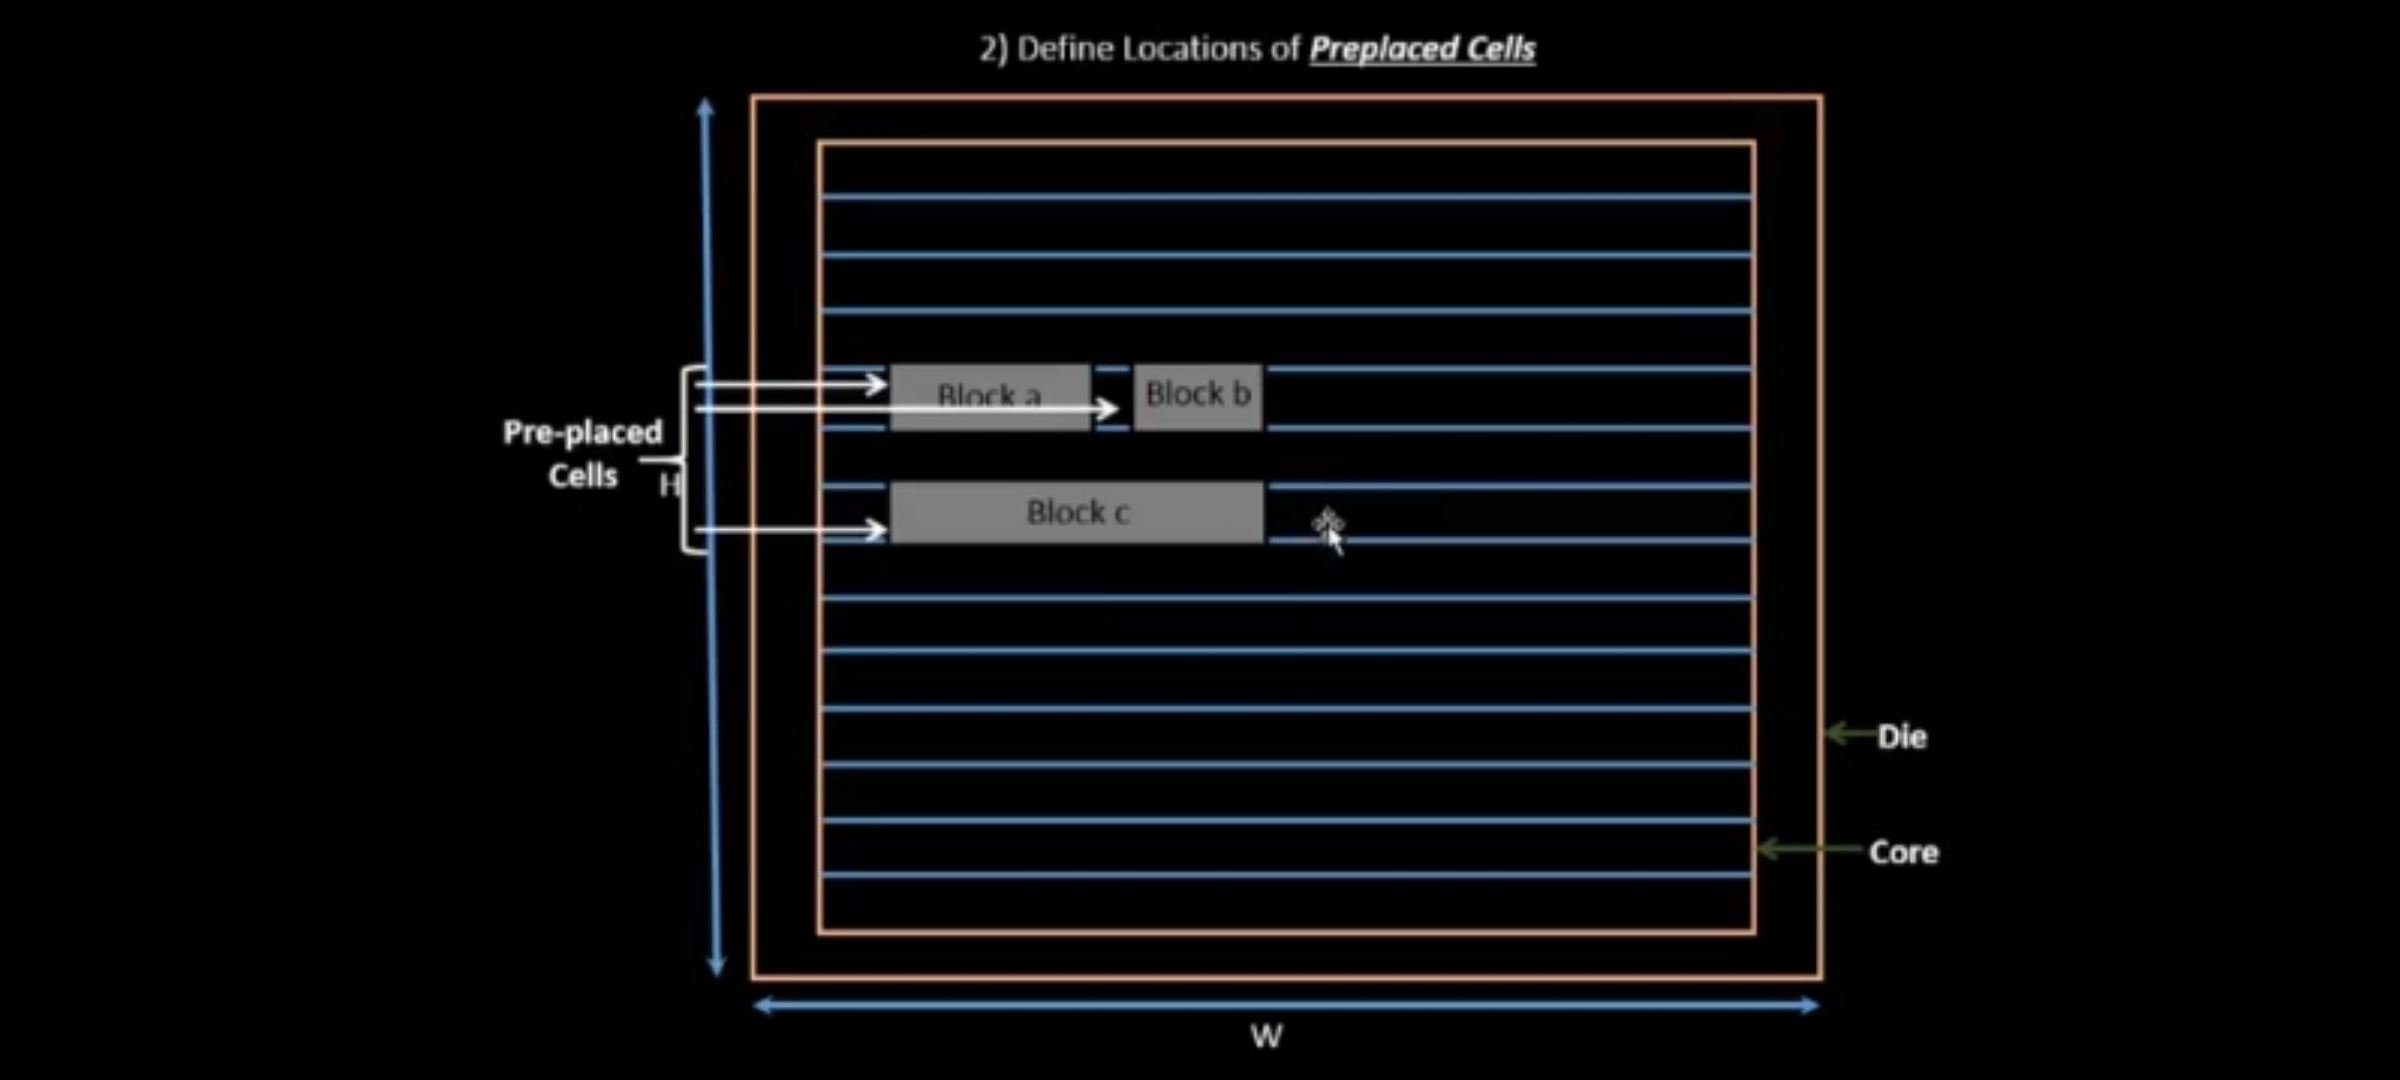 2) Define Locations of Preplaced Cells
Block a
Block b
Pre-placed
Cells
H
Block c
Die
Core
W